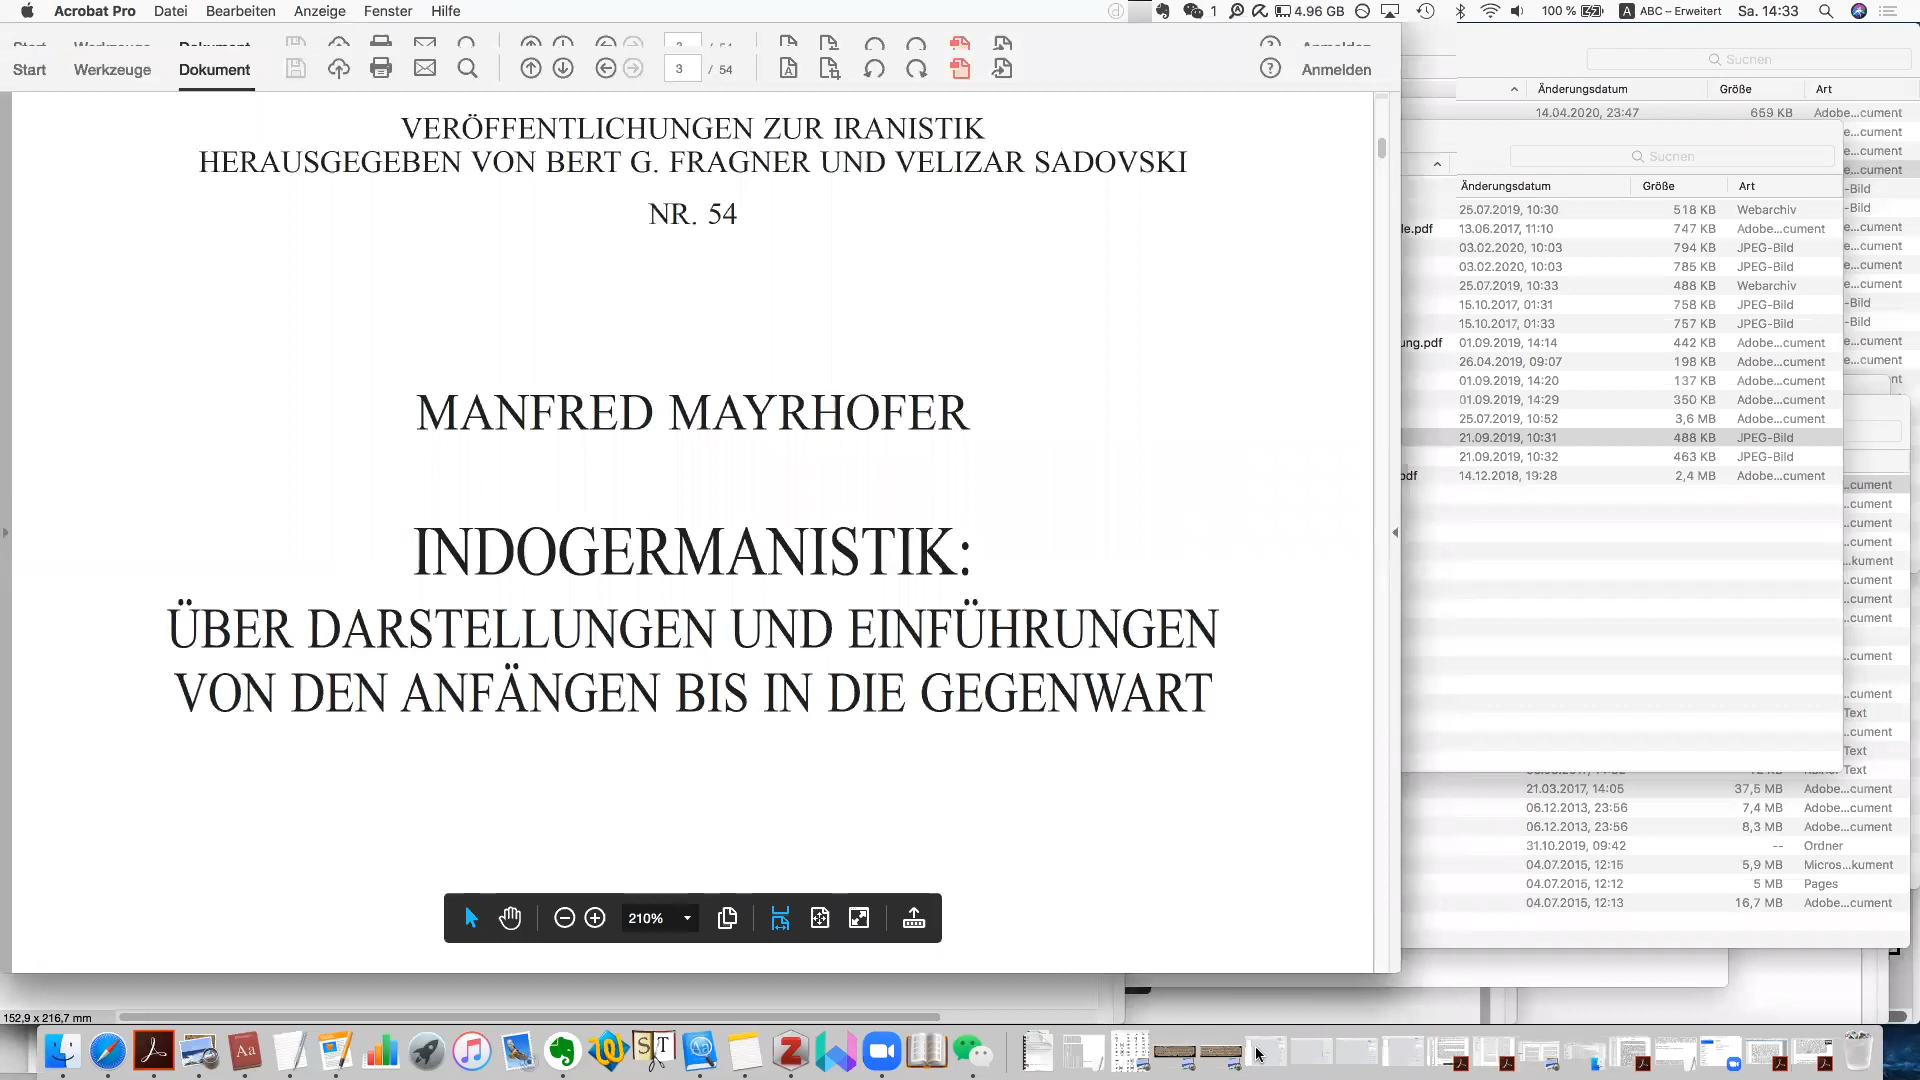 Acrobat Pro Datei Bearbeiten Anzeige Fenster Hilfe
1 4.96 GB 100 % ABC – Erweitert Sa. 14:33
Start Werkzeuge Dokument 3 / 54 Anmelden
VERÖFFENTLICHUNGEN ZUR IRANISTIK
HERAUSGEGEBEN VON BERT G. FRAGNER UND VELIZAR SADOVSKI
NR. 54
MANFRED MAYRHOFER
INDOGERMANISTIK:
ÜBER DARSTELLUNGEN UND EINFÜHRUNGEN
VON DEN ANFÄNGEN BIS IN DIE GEGENWART
210%
152,9 x 216,7 mm
Suchen
Änderungsdatum Größe Art
14.04.2020, 23:47 659 KB Adobe...cument
Suchen
Änderungsdatum Größe Art
25.07.2019, 10:30 518 KB Webarchiv
le.pdf 13.06.2017, 11:10 747 KB Adobe...cument
03.02.2020, 10:03 794 KB JPEG-Bild
03.02.2020, 10:03 785 KB JPEG-Bild
25.07.2019, 10:33 488 KB Webarchiv
15.10.2017, 01:31 758 KB JPEG-Bild
15.10.2017, 01:33 757 KB JPEG-Bild
ung.pdf 01.09.2019, 14:14 442 KB Adobe...cument
26.04.2019, 09:07 198 KB Adobe...cument
01.09.2019, 14:20 137 KB Adobe...cument
01.09.2019, 14:29 350 KB Adobe...cument
25.07.2019, 10:52 3,6 MB Adobe...cument
21.09.2019, 10:31 488 KB JPEG-Bild
21.09.2019, 10:32 463 KB JPEG-Bild
pdf 14.12.2018, 19:28 2,4 MB Adobe...cument
21.03.2017, 14:05 37,5 MB Adobe...cument
06.12.2013, 23:56 7,4 MB Adobe...cument
06.12.2013, 23:56 8,3 MB Adobe...cument
31.10.2019, 09:42 -- Ordner
04.07.2015, 12:15 5,9 MB Micros...kument
04.07.2015, 12:12 5 MB Pages
04.07.2015, 12:13 16,7 MB Adobe...cument